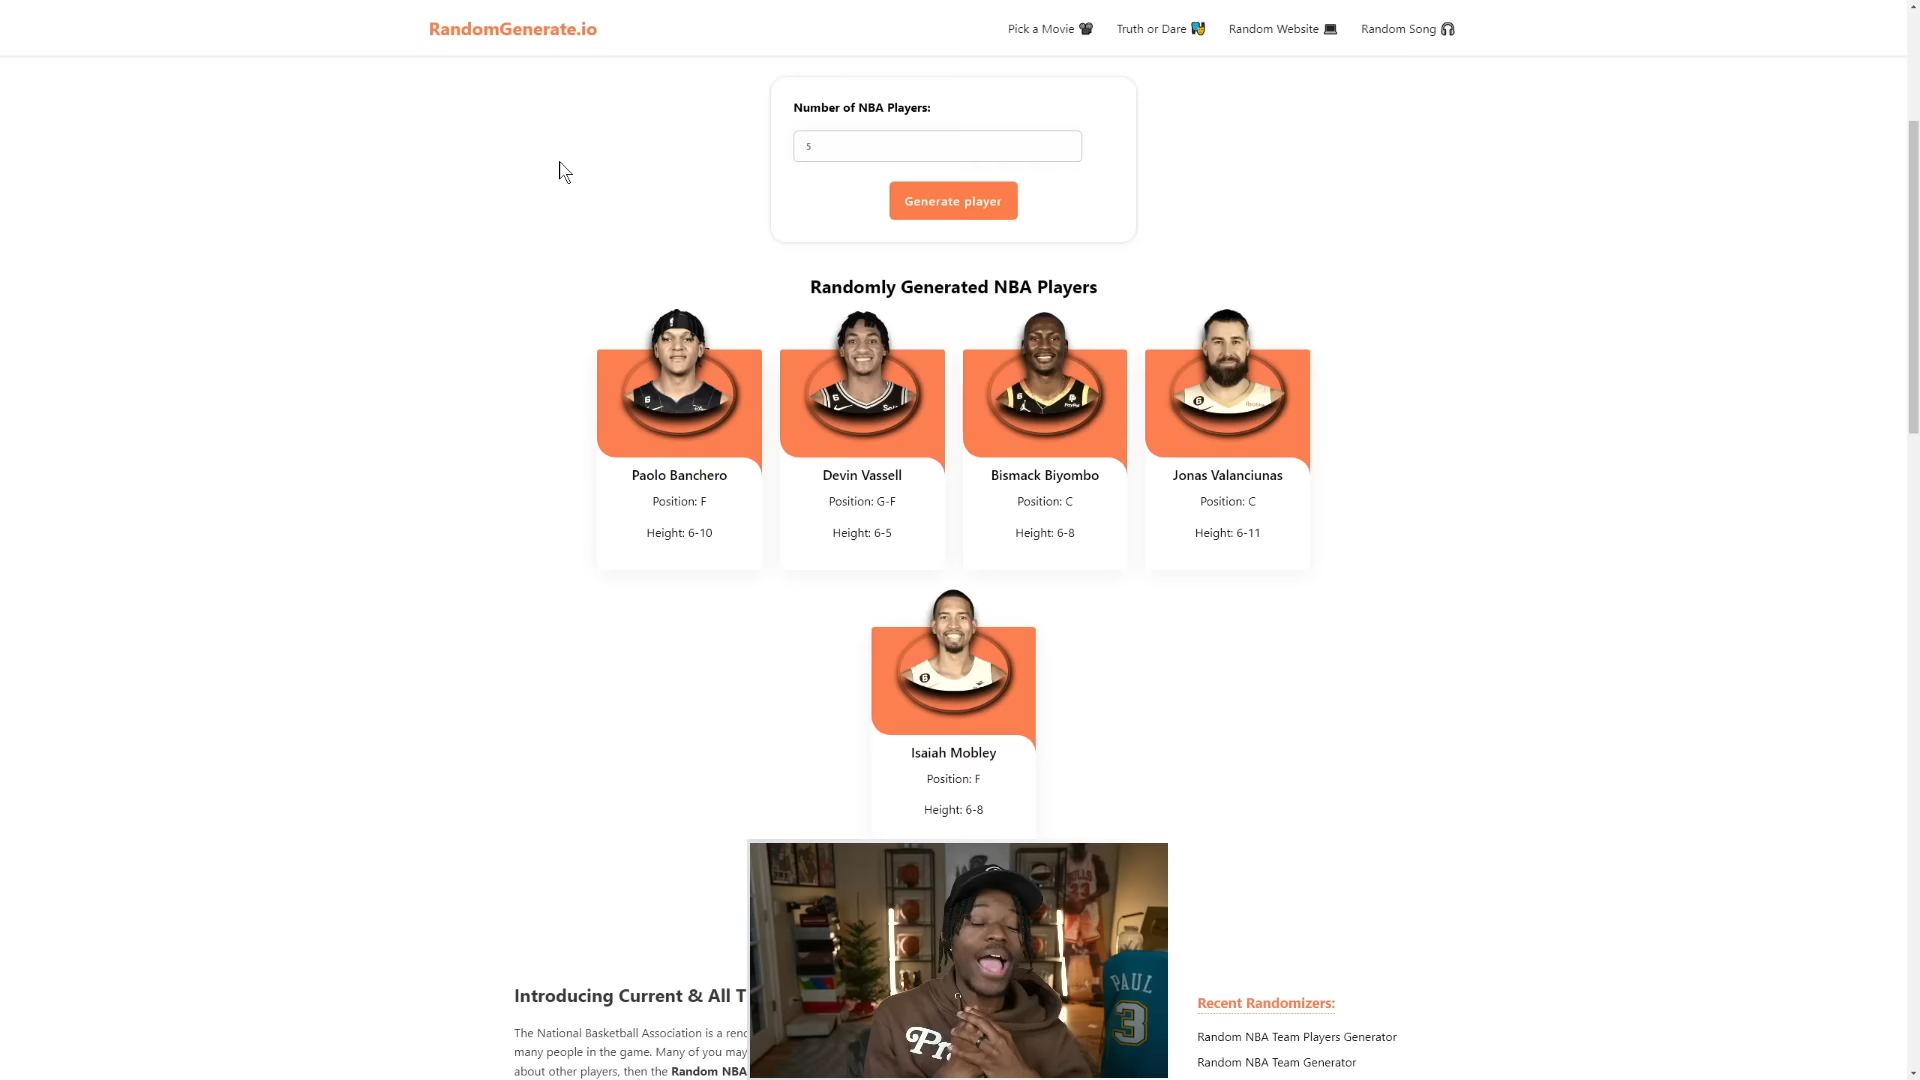 RandomGenerate.io
Pick a Movie
Truth or Dare
Random Website
Random Song
Number of NBA Players:
5
Generate player
Randomly Generated NBA Players
Paolo Banchero
Position: F
Height: 6-10
Devin Vassell
Position: G-F
Height: 6-5
Bismack Biyombo
Position: C
Height: 6-8
Jonas Valanciunas
Position: C
Height: 6-11
Isaiah Mobley
Position: F
Height: 6-8
BULLS
23
PAUL
3
Pr
Introducing Current & All T
The National Basketball Association is a reno
many people in the game. Many of you may
about other players, then the Random NBA
Recent Randomizers:
Random NBA Team Players Generator
Random NBA Team Generator